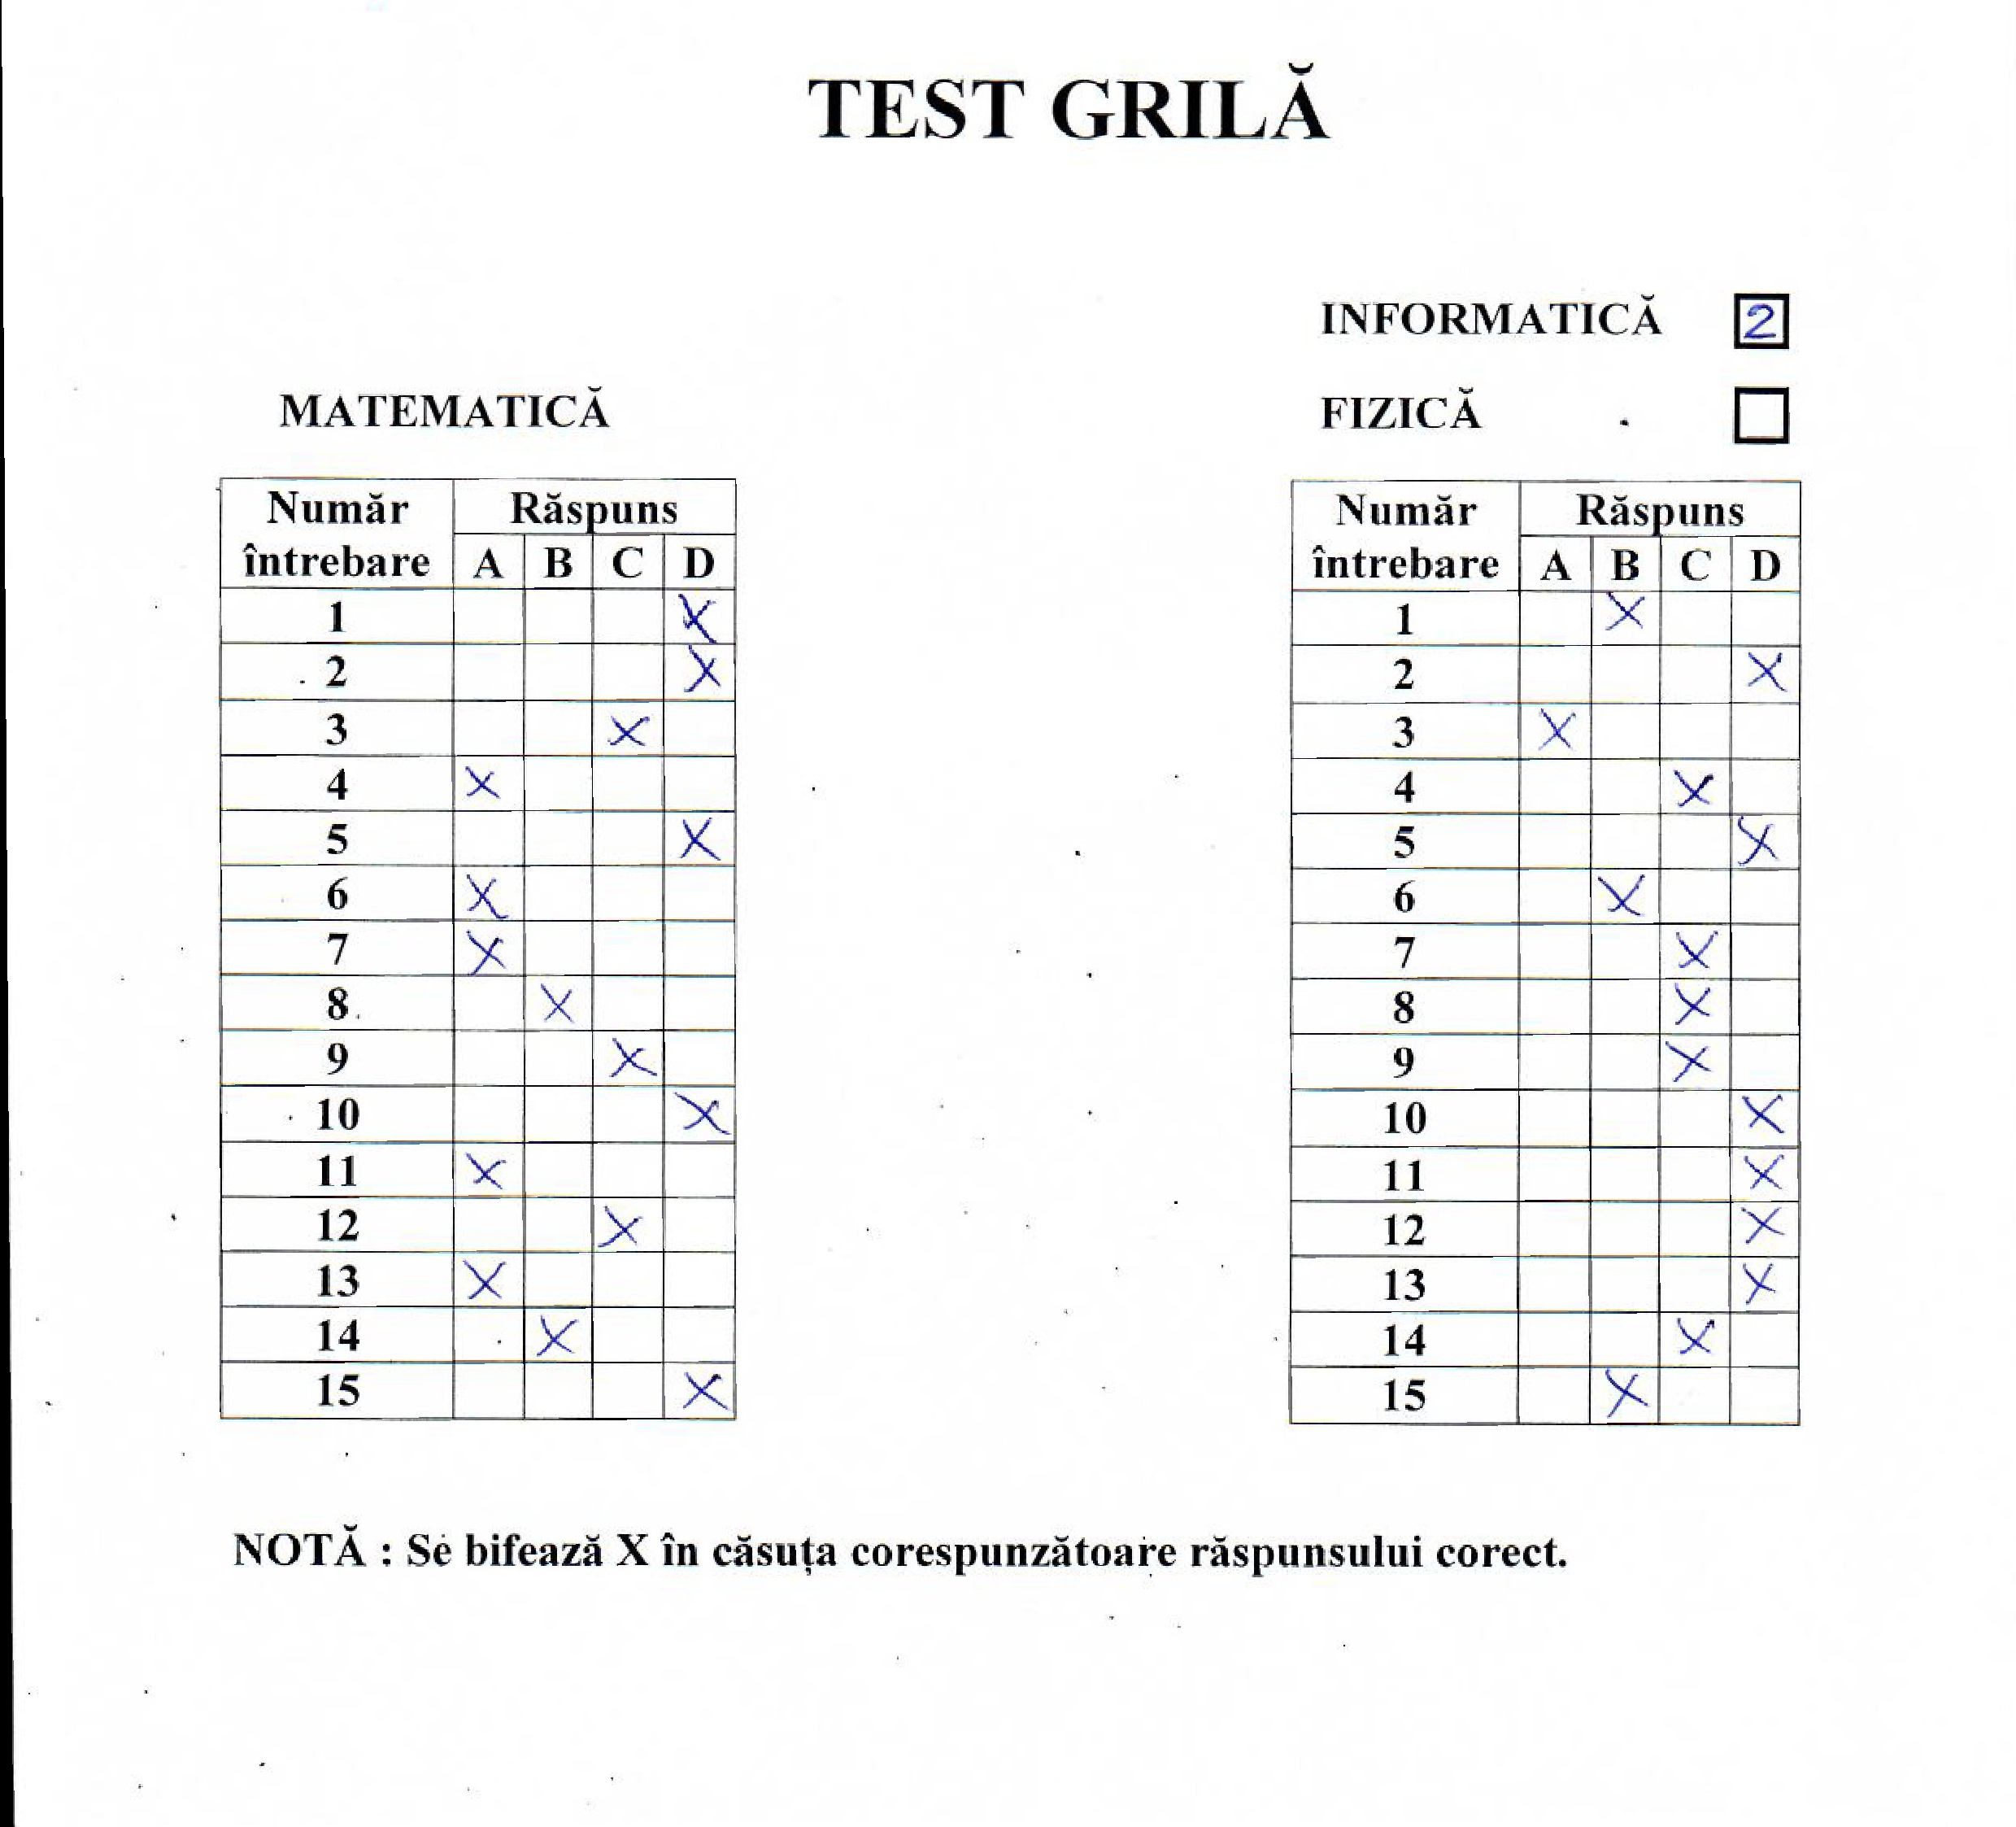 TEST GRILĂ
INFORMATICĂ 2
MATEMATICĂ
FIZICĂ
Număr întrebare Răspuns
A B C D
1 X
2 X
3 X
4 X
5 X
6 X
7 X
8 X
9 X
10 X
11 X
12 X
13 X
14 X
15 X
Număr întrebare Răspuns
A B C D
1 X
2 X
3 X
4 X
5 X
6 X
7 X
8 X
9 X
10 X
11 X
12 X
13 X
14 X
15 X
NOTĂ : Se bifează X în căsuța corespunzătoare răspunsului corect.